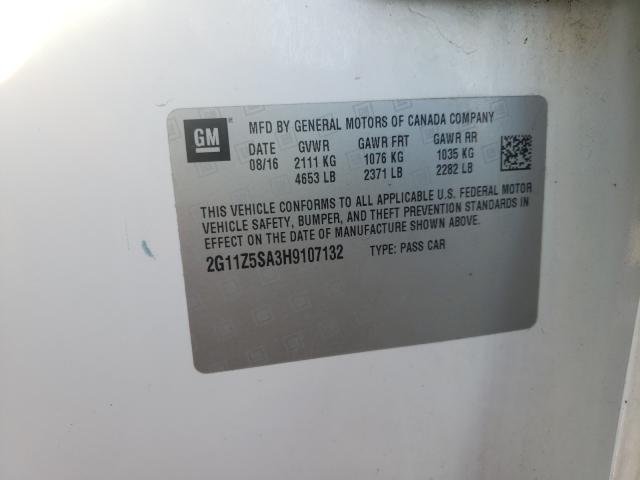 GM
MFD BY GENERAL MOTORS OF CANADA COMPANY
DATE GVWR GAWR FRT GAWR RR
08/16 2111 KG 1076 KG 1035 KG
4653 LB 2371 LB 2282 LB
THIS VEHICLE CONFORMS TO ALL APPLICABLE U.S. FEDERAL MOTOR
VEHICLE SAFETY, BUMPER, AND THEFT PREVENTION STANDARDS IN
EFFECT ON THE DATE OF MANUFACTURE SHOWN ABOVE.
2G11Z5SA3H9107132 TYPE: PASS CAR